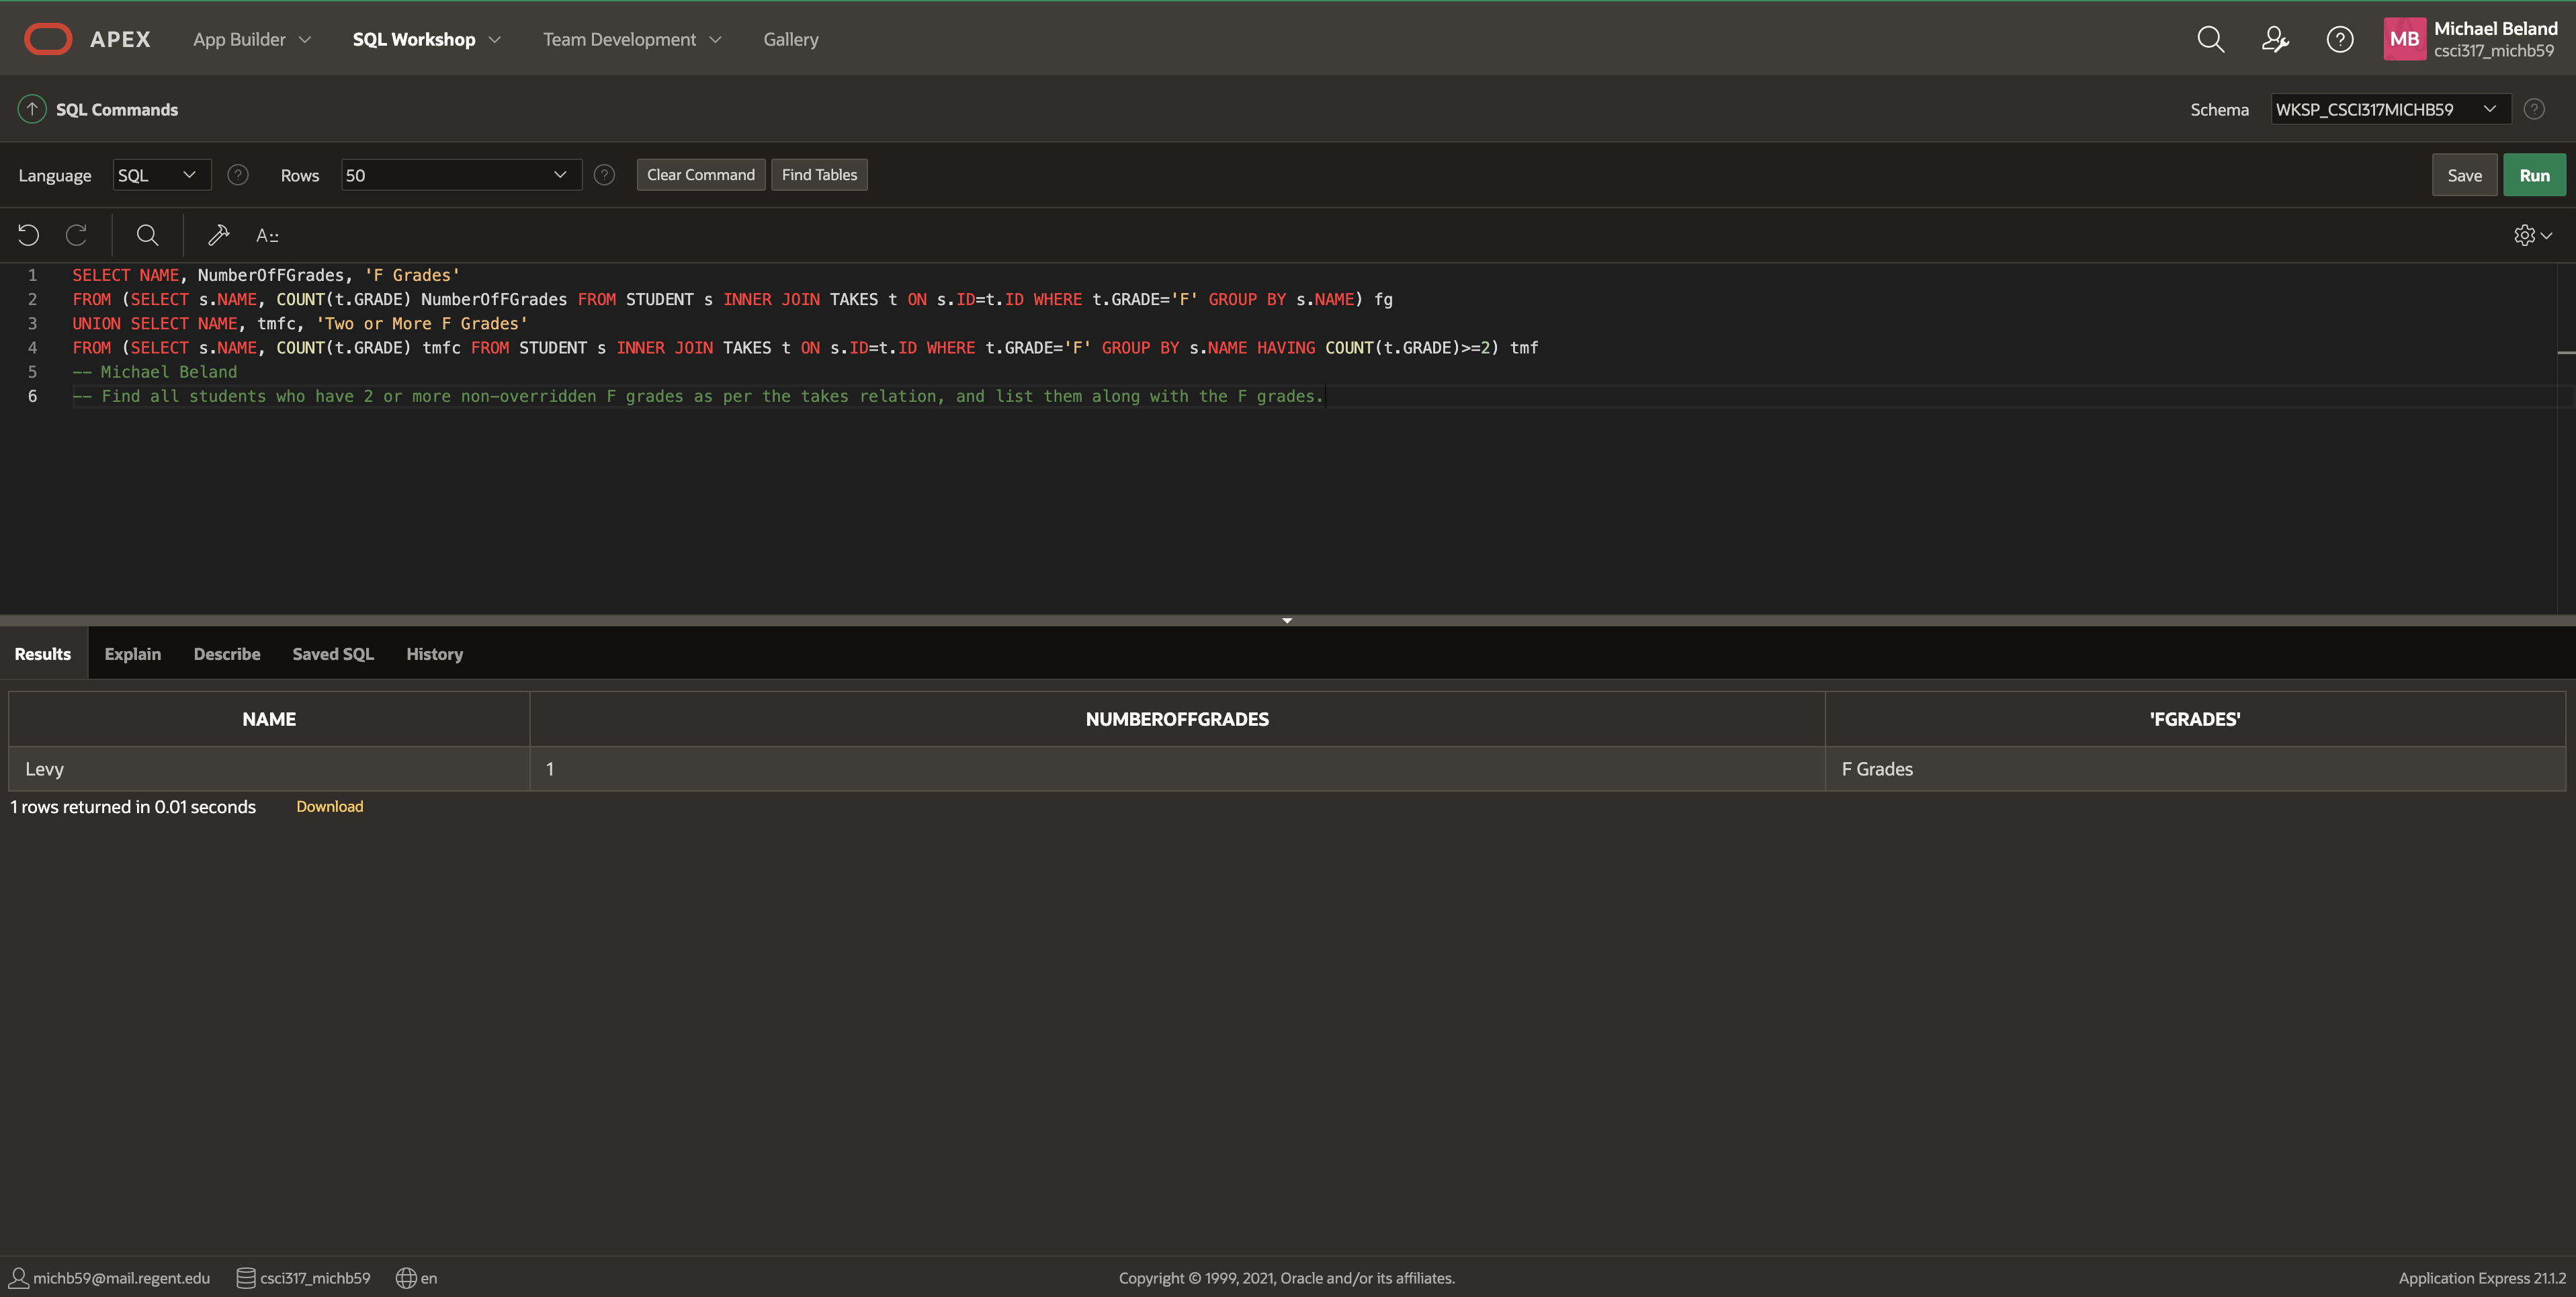 APEX App Builder SQL Workshop Team Development Gallery MB Michael Beland
csci317_michb59
SQL Commands Schema WKSP_CSCI317MICHB59 ?
Language SQL ? Rows 50 ? Clear Command Find Tables Save Run
A::
1 SELECT NAME, NumberOfFGrades, 'F Grades'
2 FROM (SELECT s.NAME, COUNT(t.GRADE) NumberOfFGrades FROM STUDENT s INNER JOIN TAKES t ON s.ID=t.ID WHERE t.GRADE='F' GROUP BY s.NAME) fg
3 UNION SELECT NAME, tmfc, 'Two or More F Grades'
4 FROM (SELECT s.NAME, COUNT(t.GRADE) tmfc FROM STUDENT s INNER JOIN TAKES t ON s.ID=t.ID WHERE t.GRADE='F' GROUP BY s.NAME HAVING COUNT(t.GRADE)>=2) tmf
5 -- Michael Beland
6 -- Find all students who have 2 or more non-overridden F grades as per the takes relation, and list them along with the F grades.
Results Explain Describe Saved SQL History
NAME NUMBEROFFGRADES 'FGRADES'
Levy 1 F Grades
1 rows returned in 0.01 seconds Download
michb59@mail.regent.edu csci317_michb59 en Copyright © 1999, 2021, Oracle and/or its affiliates. Application Express 21.1.2